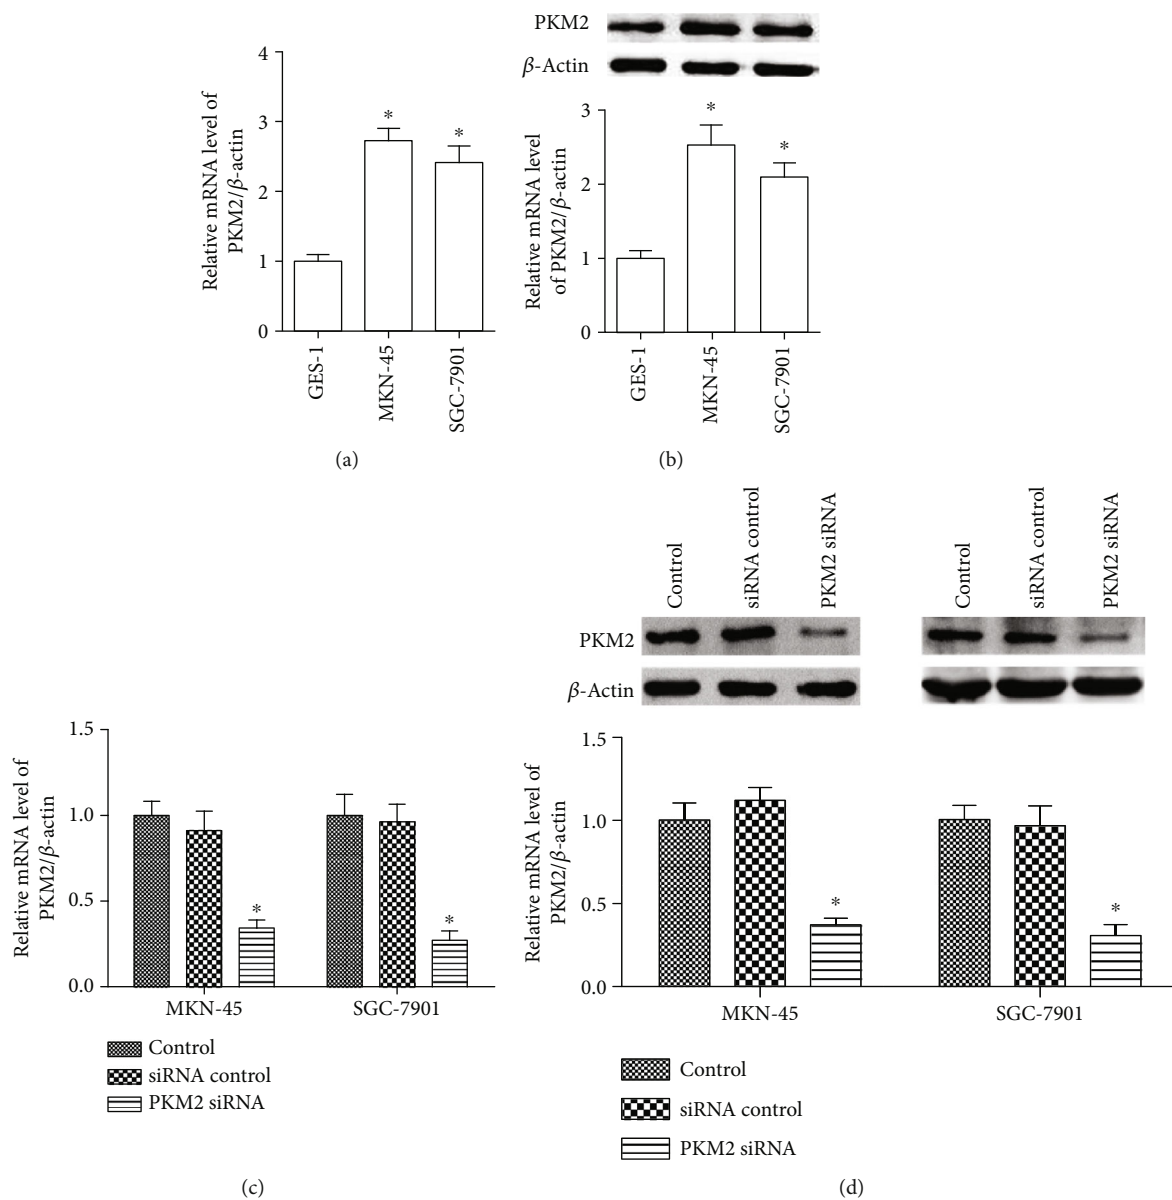 4
3
2
1
0
Relative mRNA level of
PKM2/β-actin
*
*
GES-1
MKN-45
SGC-7901
(a)
PKM2
β-Actin
3
2
1
0
Relative mRNA level
of PKM2/β-actin
*
*
GES-1
MKN-45
SGC-7901
(b)
1.5
1.0
0.5
0.0
Relative mRNA level of
PKM2/β-actin
*
*
MKN-45
SGC-7901
Control
siRNA control
PKM2 siRNA
(c)
Control
siRNA control
PKM2 siRNA
Control
siRNA control
PKM2 siRNA
PKM2
β-Actin
1.5
1.0
0.5
0.0
Relative mRNA level of
PKM2/β-actin
*
*
MKN-45
SGC-7901
Control
siRNA control
PKM2 siRNA
(d)